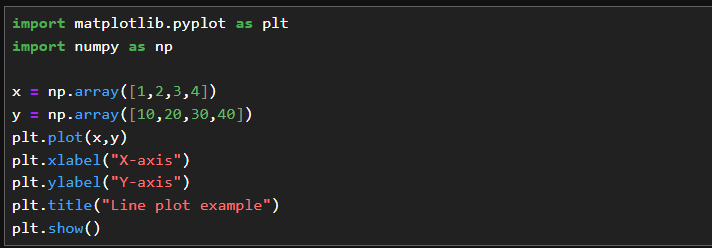 import matplotlib.pyplot as plt
import numpy as np
x = np.array([1,2,3,4])
y = np.array([10,20,30,40])
plt.plot(x,y)
plt.xlabel("X-axis")
plt.ylabel("Y-axis")
plt.title("Line plot example")
plt.show()